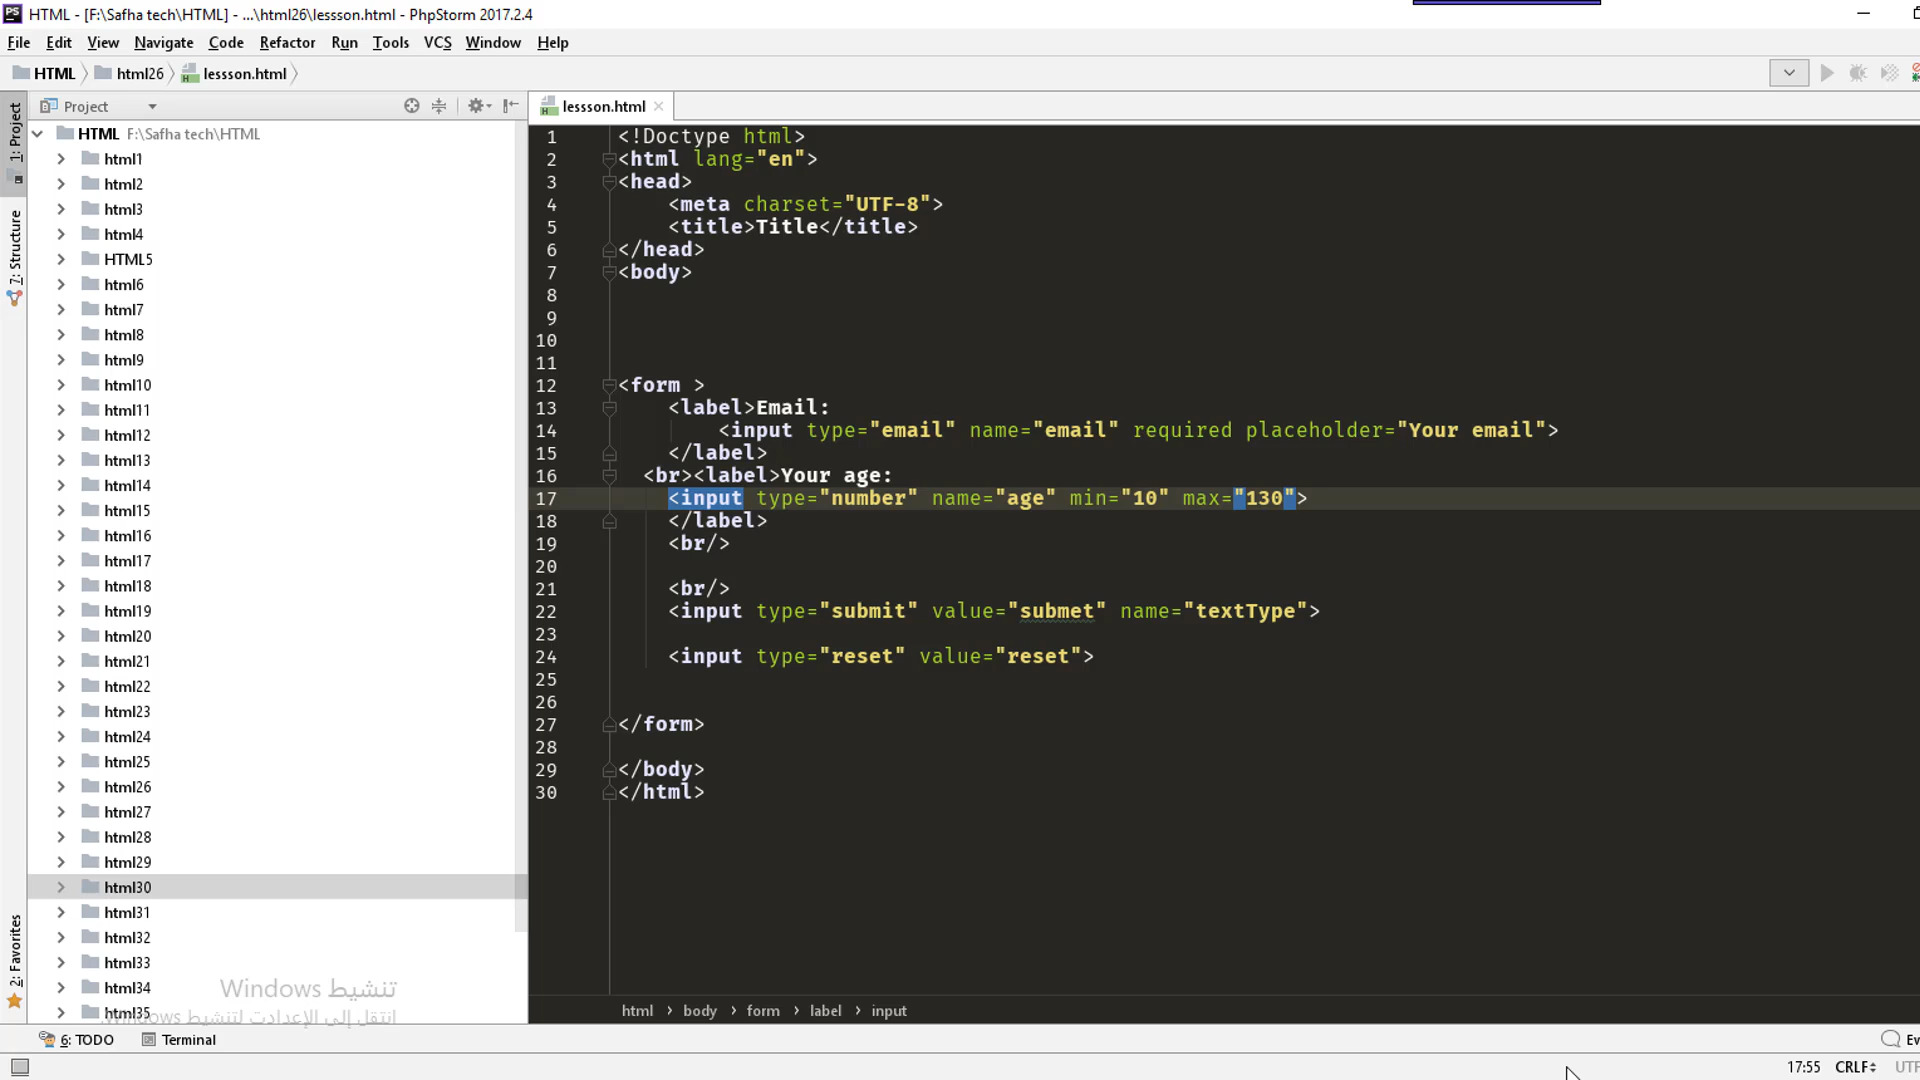 HTML - [F:\Safha tech\HTML] - ...\html26\lessson.html - PhpStorm 2017.2.4
File Edit View Navigate Code Refactor Run Tools VCS Window Help
HTML html26 lessson.html
Project
lessson.html
1: Project
7: Structure
2: Favorites
HTML F:\Safha tech\HTML
html1
html2
html3
html4
HTML5
html6
html7
html8
html9
html10
html11
html12
html13
html14
html15
html16
html17
html18
html19
html20
html21
html22
html23
html24
html25
html26
html27
html28
html29
html30
html31
html32
html33
html34
html35
1 <!Doctype html>
2 <html lang="en">
3 <head>
4 <meta charset="UTF-8">
5 <title>Title</title>
6 </head>
7 <body>
8
9
10
11
12 <form >
13 <label>Email:
14 <input type="email" name="email" required placeholder="Your email">
15 </label>
16 <br><label>Your age:
17 <input type="number" name="age" min="10" max="130">
18 </label>
19 <br/>
20
21 <br/>
22 <input type="submit" value="submet" name="textType">
23
24 <input type="reset" value="reset">
25
26
27 </form>
28
29 </body>
30 </html>
تنشيط Windows
انتقل إلى الإعدادت لتنشيط Windows.
html body form label input
6: TODO Terminal
Ev
17:55 CRLF UTF